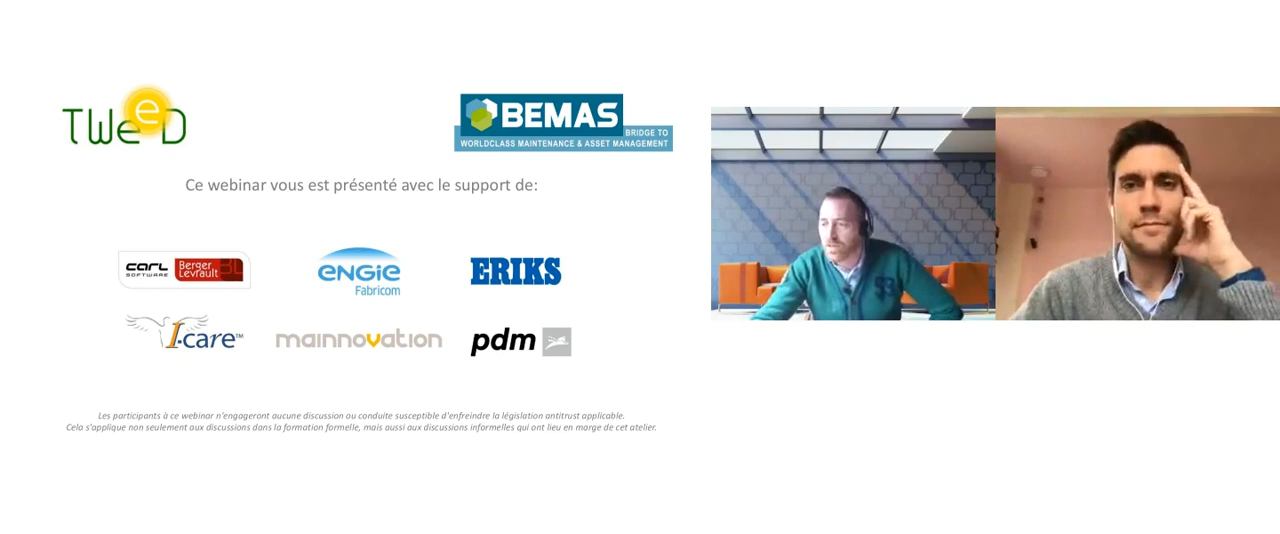 TWeeD
BEMAS
BRIDGE TO
WORLDCLASS MAINTENANCE & ASSET MANAGEMENT
Ce webinar vous est présenté avec le support de:
CARL SOFTWARE
Berger Levrault BL
ENGIE Fabricom
ERIKS
I-care™
mainnovation
pdm
Les participants à ce webinar n'engageront aucune discussion ou conduite susceptible d'enfreindre la législation antitrust applicable.
Cela s'applique non seulement aux discussions dans la formation formelle, mais aussi aux discussions informelles qui ont lieu en marge de cet atelier.